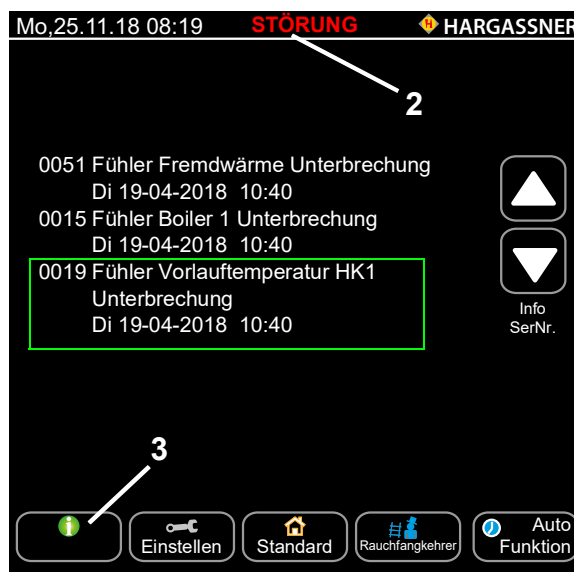 Mo,25.11.18 08:19 STÖRUNG H HARGASSNER
2
0051 Fühler Fremdwärme Unterbrechung
Di 19-04-2018 10:40
0015 Fühler Boiler 1 Unterbrechung
Di 19-04-2018 10:40
0019 Fühler Vorlauftemperatur HK1
Unterbrechung
Di 19-04-2018 10:40
Info
SerNr.
3
i
Einstellen
Standard
Rauchfangkehrer
Auto
Funktion